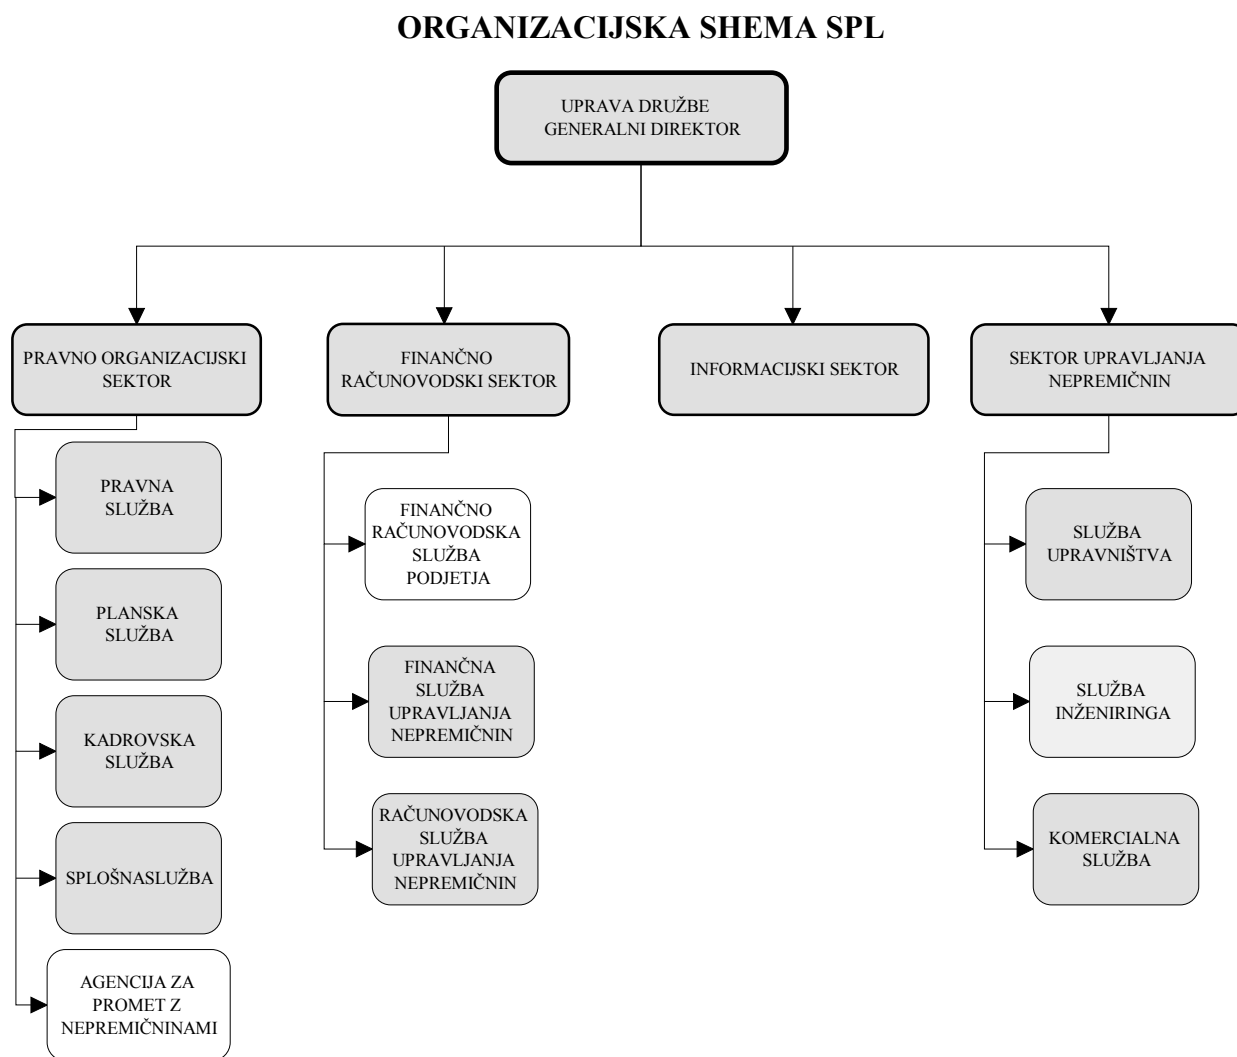 ORGANIZACIJSKA SHEMA SPL
UPRAVA DRUŽBE
GENERALNI DIREKTOR
PRAVNO ORGANIZACIJSKI
SEKTOR
FINANČNO
RAČUNOVODSKI SEKTOR
INFORMACIJSKI SEKTOR
SEKTOR UPRAVLJANJA
NEPREMIČNIN
PRAVNA
SLUŽBA
PLANSKA
SLUŽBA
KADROVSKA
SLUŽBA
SPLOŠNASLUŽBA
AGENCIJA ZA
PROMET Z
NEPREMIČNINAMI
FINANČNO
RAČUNOVODSKA
SLUŽBA
PODJETJA
FINANČNA
SLUŽBA
UPRAVLJANJA
NEPREMIČNIN
RAČUNOVODSKA
SLUŽBA
UPRAVLJANJA
NEPREMIČNIN
SLUŽBA
UPRAVNIŠTVA
SLUŽBA
INŽENIRINGA
KOMERCIALNA
SLUŽBA